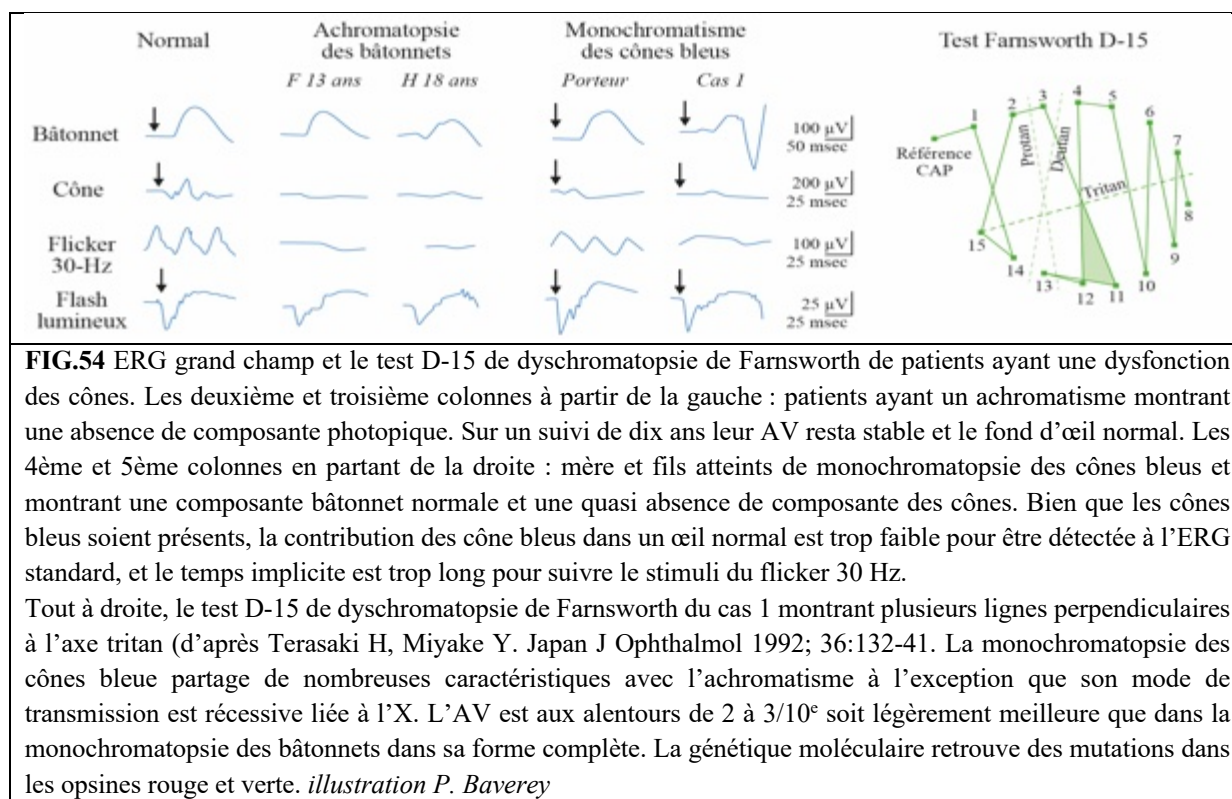 Normal
Achromatopsie
des bâtonnets
Monochromatisme
des cônes bleus
Test Farnsworth D-15
F 13 ans
H 18 ans
Porteur
Cas 1
Bâtonnet
100 µV
50 msec
Cône
200 µV
25 msec
Flicker
30-Hz
100 µV
25 msec
Flash
lumineux
25 µV
25 msec
Référence
CAP
1
2
3
4
5
6
7
8
9
10
11
12
13
14
15
Protan
Deutan
Tritan
FIG.54 ERG grand champ et le test D-15 de dyschromatopsie de Farnsworth de patients ayant une dysfonction
des cônes. Les deuxième et troisième colonnes à partir de la gauche : patients ayant un achromatisme montrant
une absence de composante photopique. Sur un suivi de dix ans leur AV resta stable et le fond d’œil normal. Les
4ème et 5ème colonnes en partant de la droite : mère et fils atteints de monochromatopsie des cônes bleus et
montrant une composante bâtonnet normale et une quasi absence de composante des cônes. Bien que les cônes
bleus soient présents, la contribution des cône bleus dans un œil normal est trop faible pour être détectée à l’ERG
standard, et le temps implicite est trop long pour suivre le stimuli du flicker 30 Hz.
Tout à droite, le test D-15 de dyschromatopsie de Farnsworth du cas 1 montrant plusieurs lignes perpendiculaires
à l’axe tritan (d’après Terasaki H, Miyake Y. Japan J Ophthalmol 1992; 36:132-41. La monochromatopsie des
cônes bleue partage de nombreuses caractéristiques avec l’achromatisme à l’exception que son mode de
transmission est récessive liée à l’X. L’AV est aux alentours de 2 à 3/10e soit légèrement meilleure que dans la
monochromatopsie des bâtonnets dans sa forme complète. La génétique moléculaire retrouve des mutations dans
les opsines rouge et verte. illustration P. Baverey